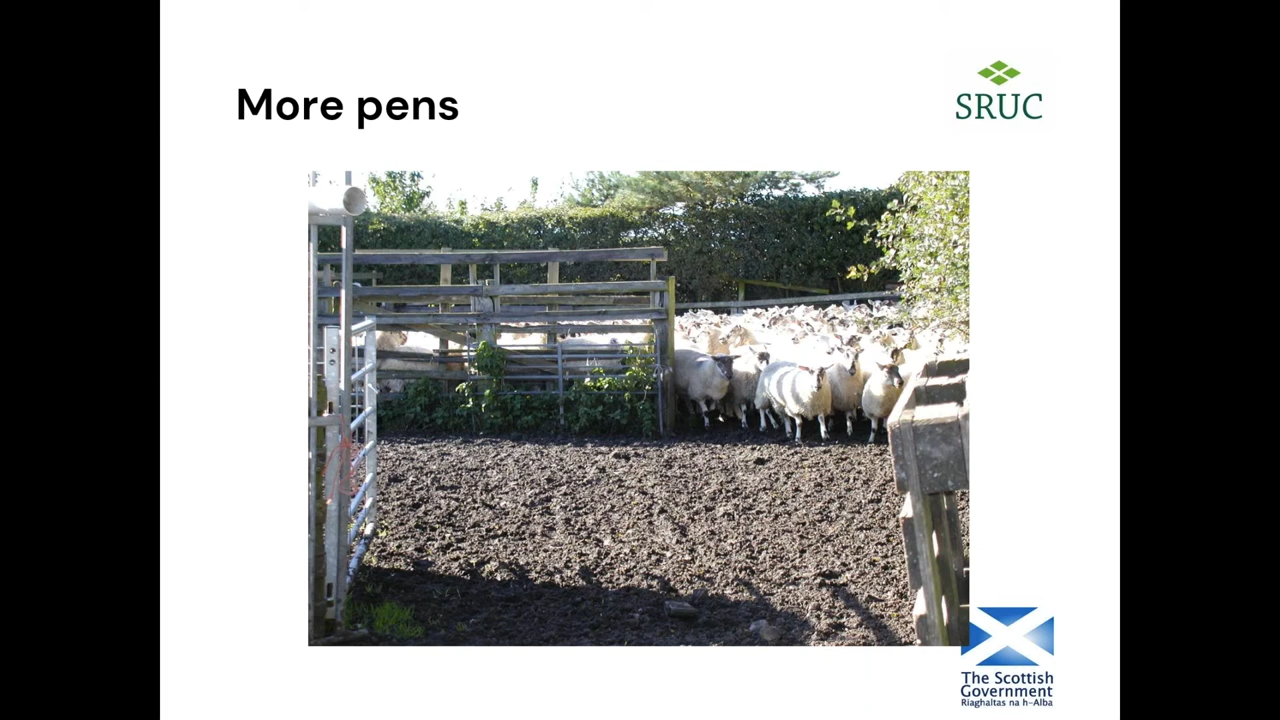 More pens
SRUC
The Scottish
Government
Riaghaltas na h-Alba